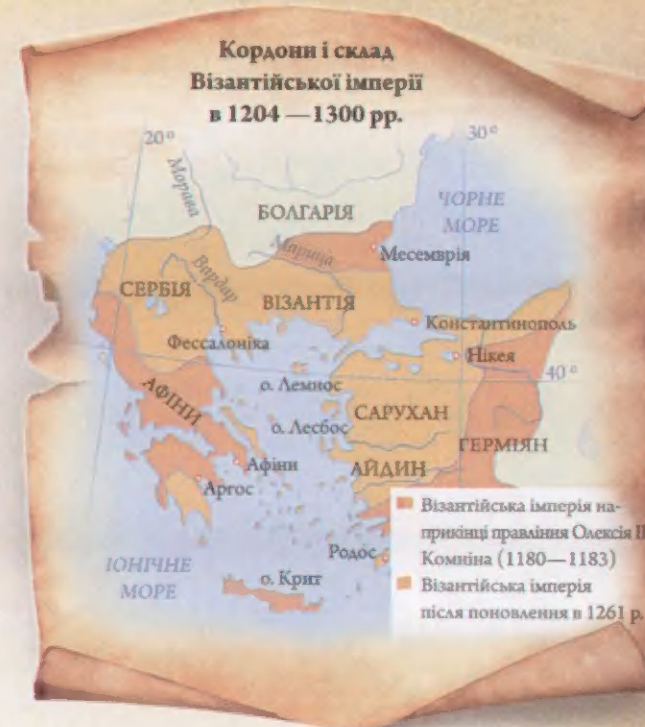 Кордони і склад
Візантійської імперії
в 1204 — 1300 рр.
20°
30°
Морава
ЧОРНЕ
МОРЕ
БОЛГАРІЯ
Марица
Месемврія
Вардар
СЕРБІЯ
ВІЗАНТІЯ
Константинополь
Фессалоніка
Нікея
40°
о. Лемнос
АФІНИ
САРУХАН
о. Лесбос
ГЕРМІЯН
Афіни
АЙДИН
Аргос
Візантійська імперія на-
прикінці правління Олексія II
Комніна (1180—1183)
Родос
ІОНІЧНЕ
МОРЕ
о. Крит
Візантійська імперія
після поновлення в 1261 р.